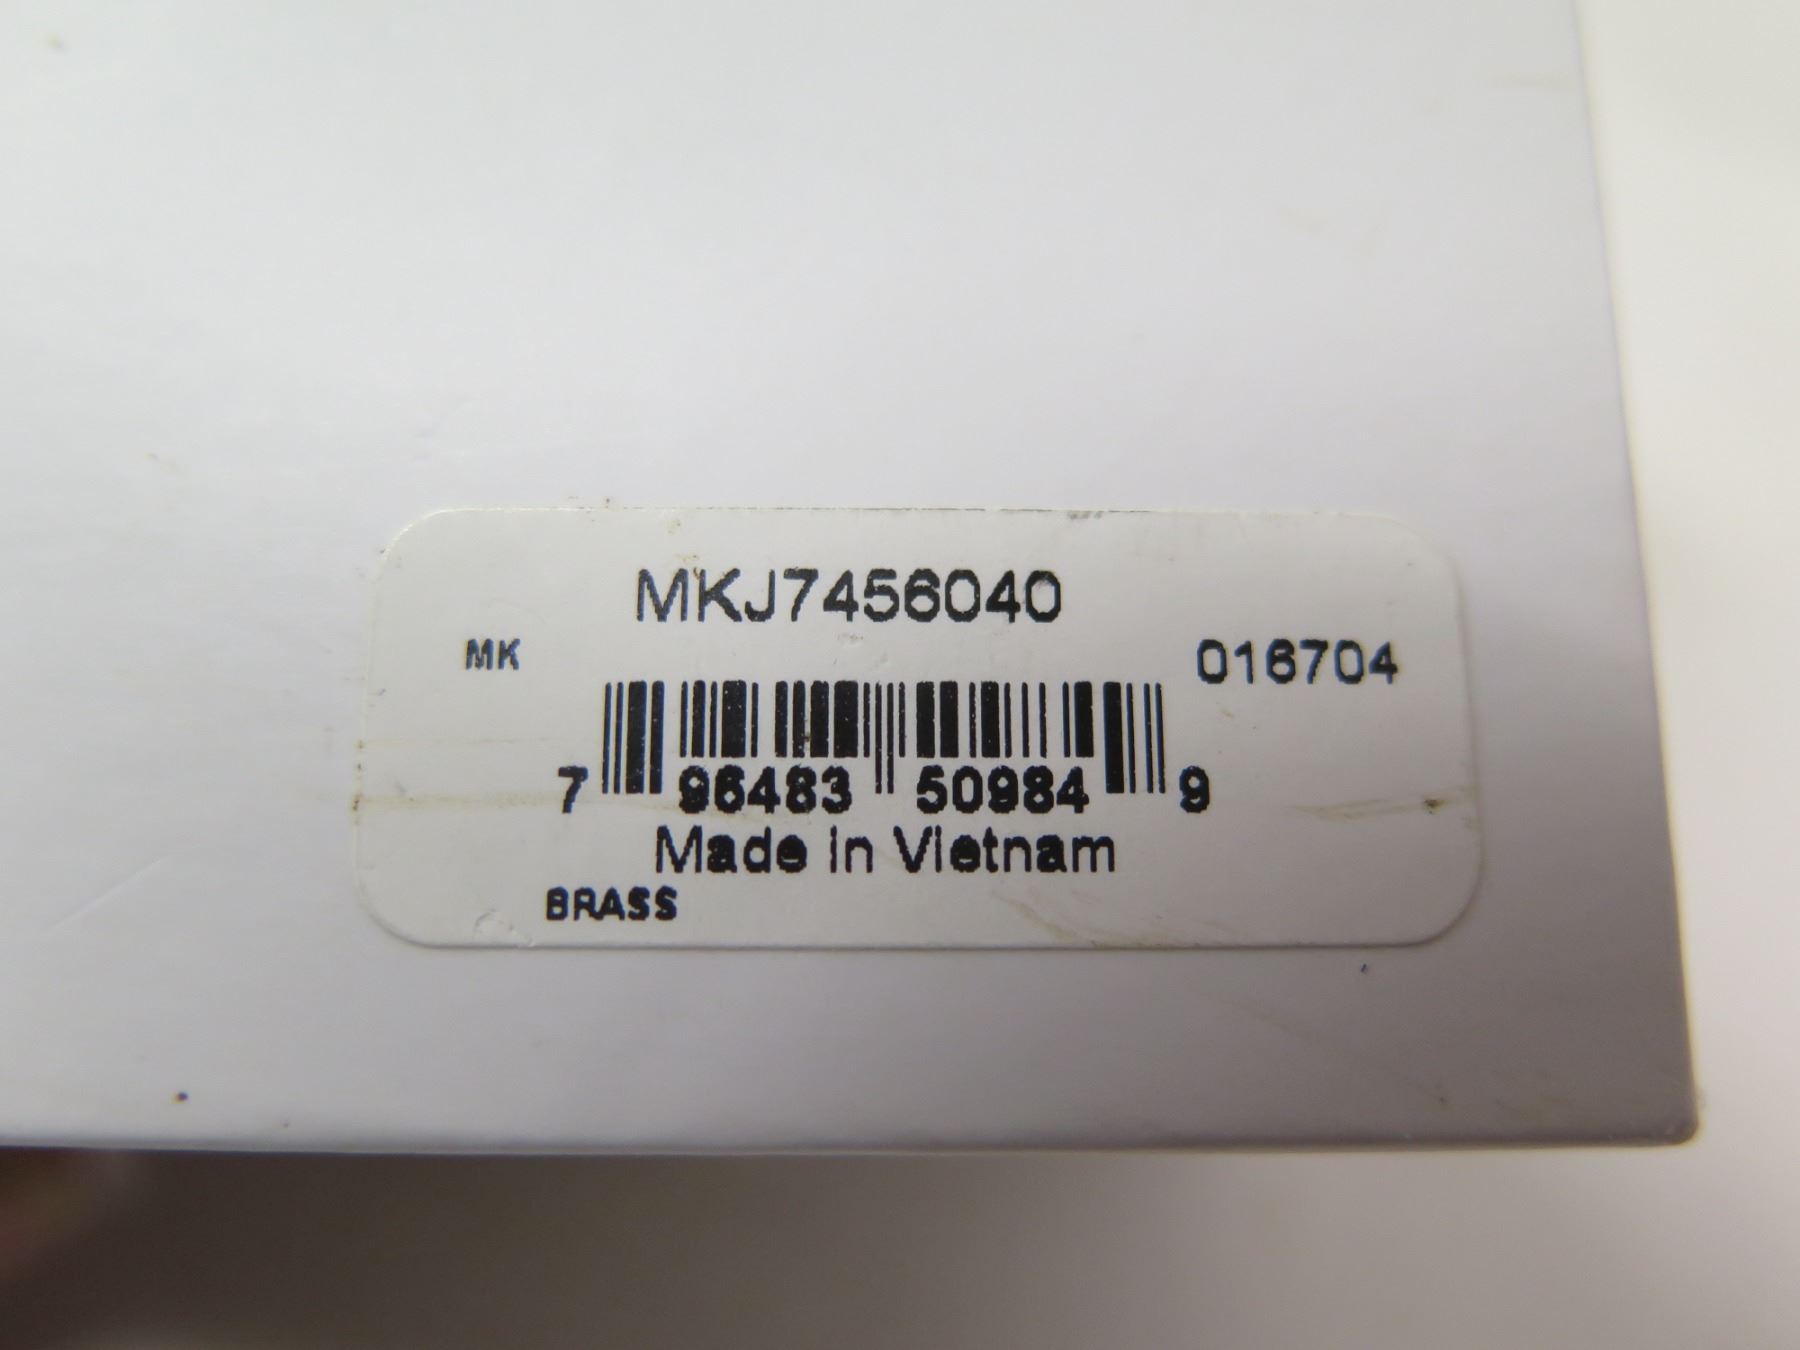 MKJ7456040
MK
016704
7 96483 50984 9
Made in Vietnam
BRASS